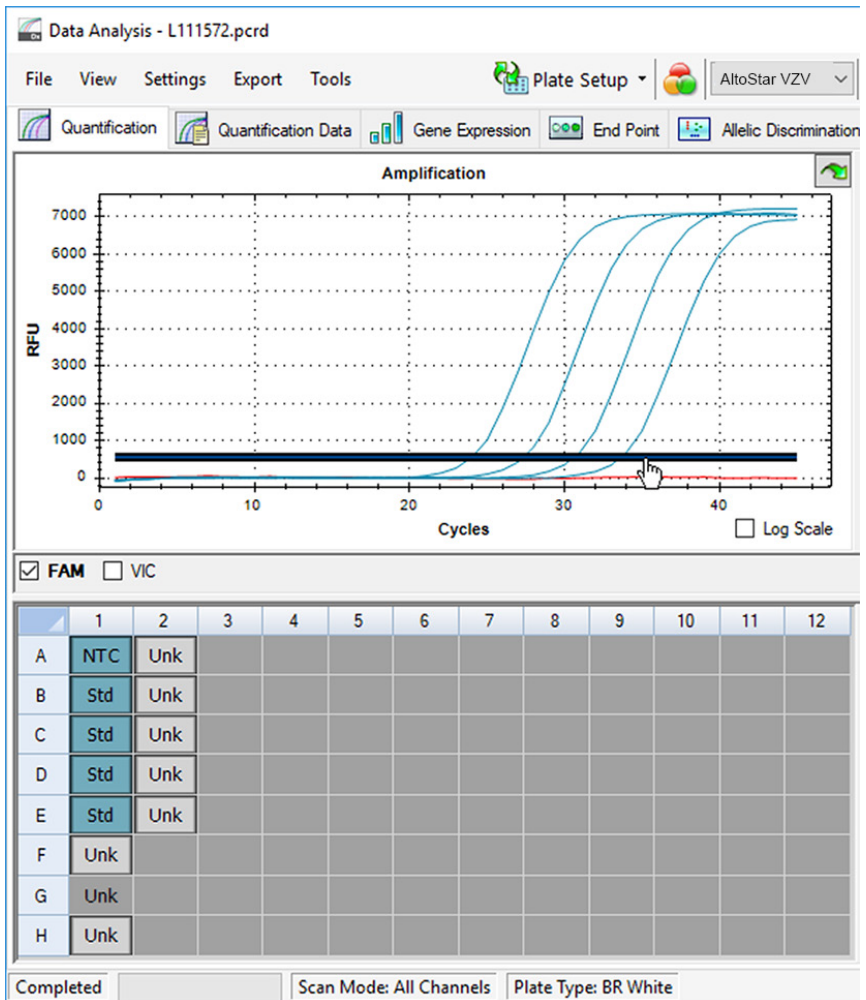 Data Analysis - L111572.pcrd
File View Settings Export Tools Plate Setup AltoStar VZV
Quantification Quantification Data Gene Expression End Point Allelic Discrimination
Amplification
7000
6000
5000
4000
3000
2000
1000
0
RFU
0 10 20 30 40
Cycles
Log Scale
FAM VIC
1 2 3 4 5 6 7 8 9 10 11 12
A NTC Unk
B Std Unk
C Std Unk
D Std Unk
E Std Unk
F Unk
G Unk
H Unk
Completed Scan Mode: All Channels Plate Type: BR White